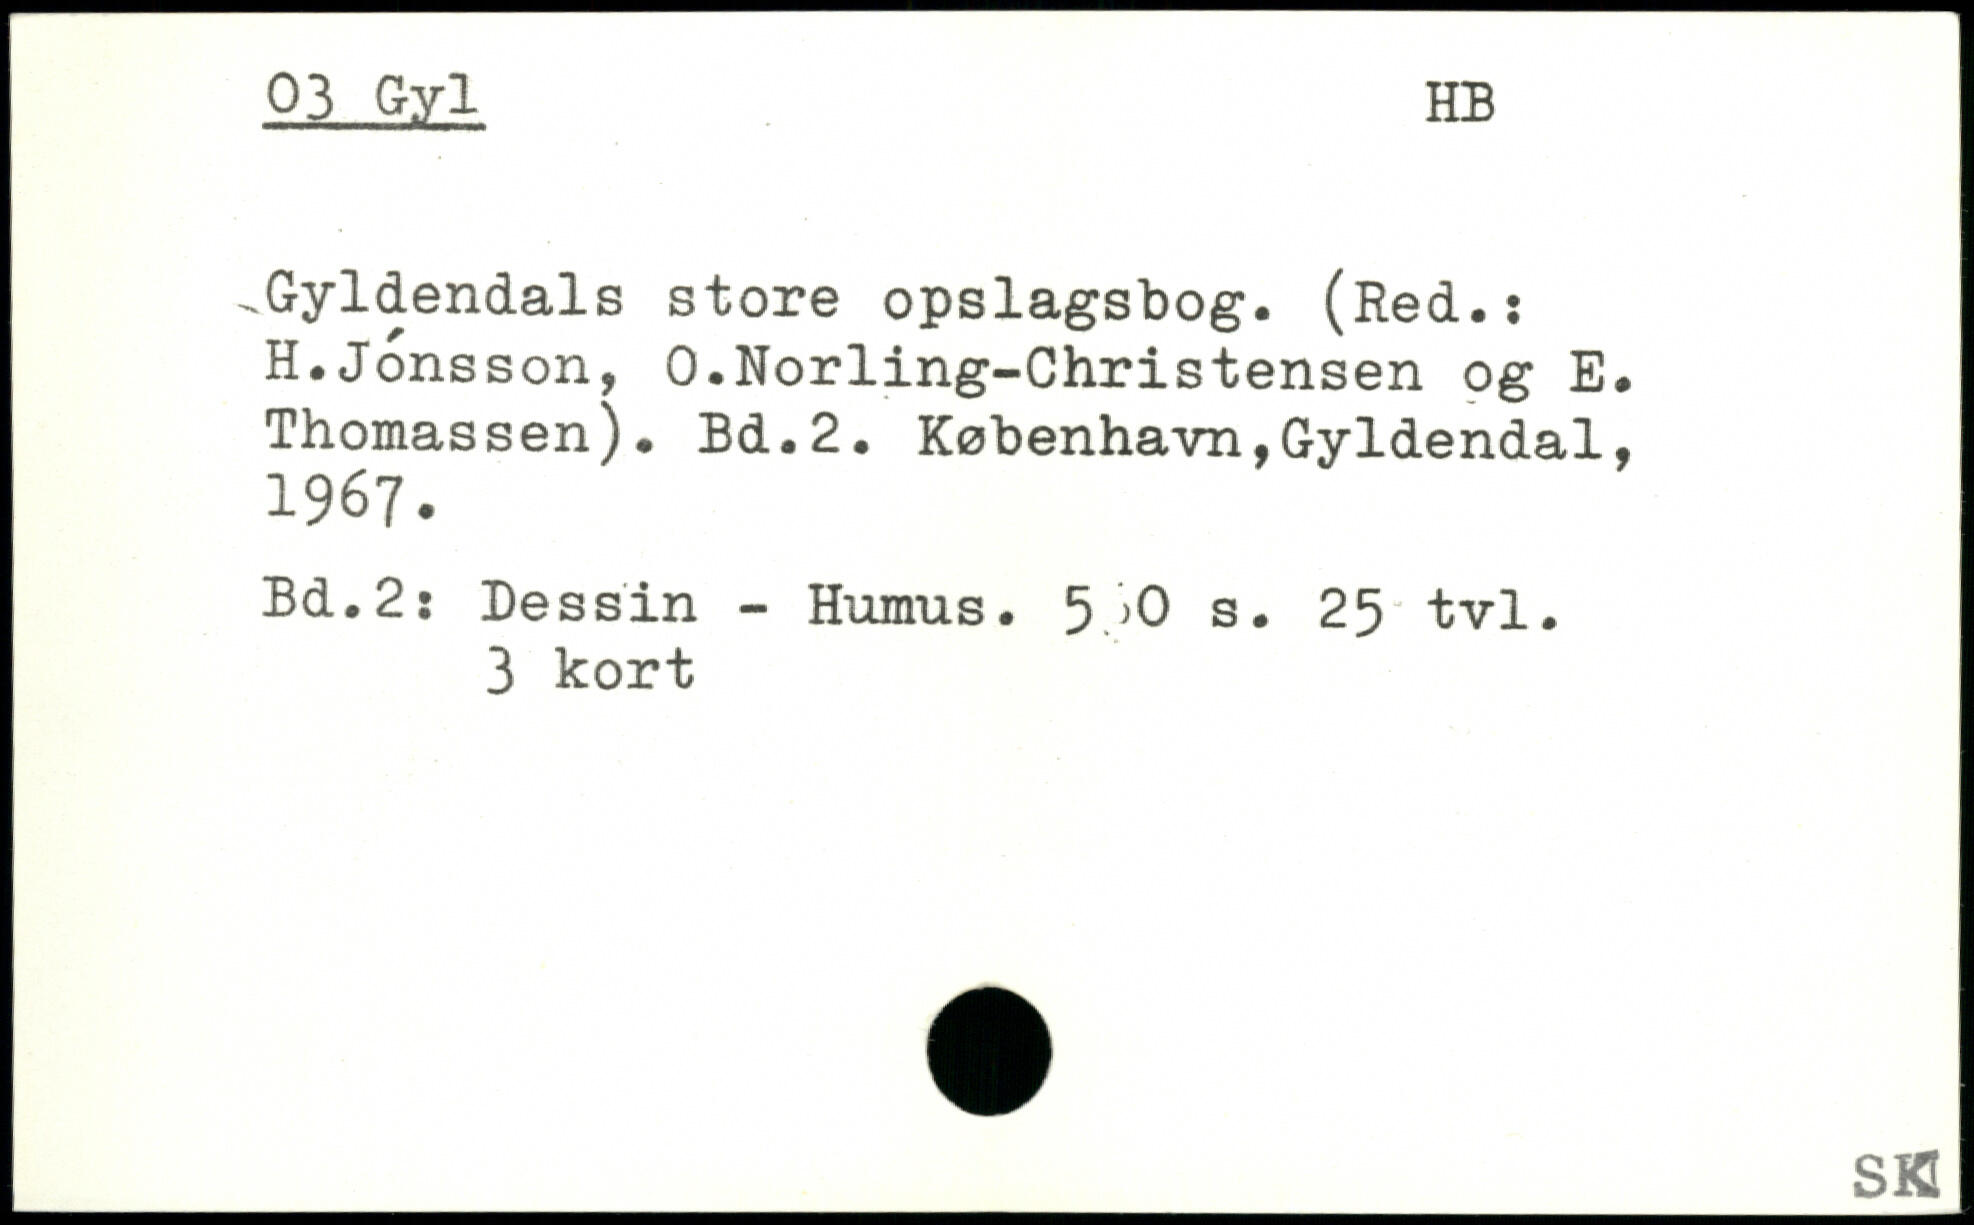 03 Gyl HB
Gyldendals store opslagsbog. (Red.:
H.Jónsson, O.Norling-Christensen og E.
Thomassen). Bd.2. København,Gyldendal,
1967.
Bd.2: Dessin - Humus. s. 25 tvl.
3 kort
SK